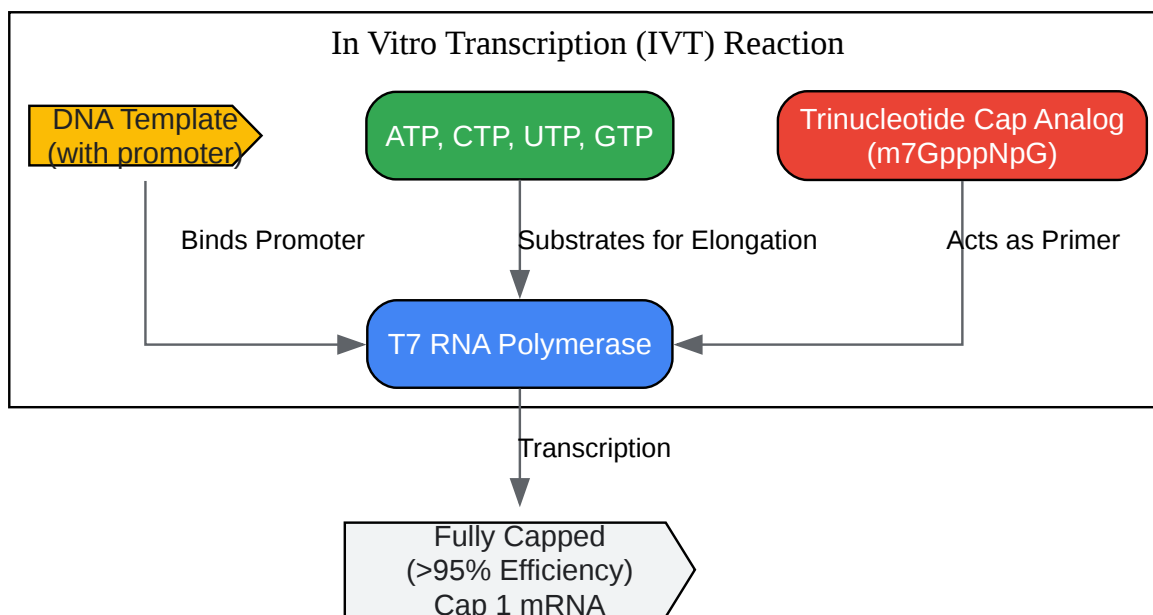 In Vitro Transcription (IVT) Reaction
DNA Template
(with promoter)
ATP, CTP, UTP, GTP
Trinucleotide Cap Analog
(m7GpppNpG)
Binds Promoter
Substrates for Elongation
Acts as Primer
T7 RNA Polymerase
Transcription
Fully Capped
(>95% Efficiency)
Cap 1 mRNA